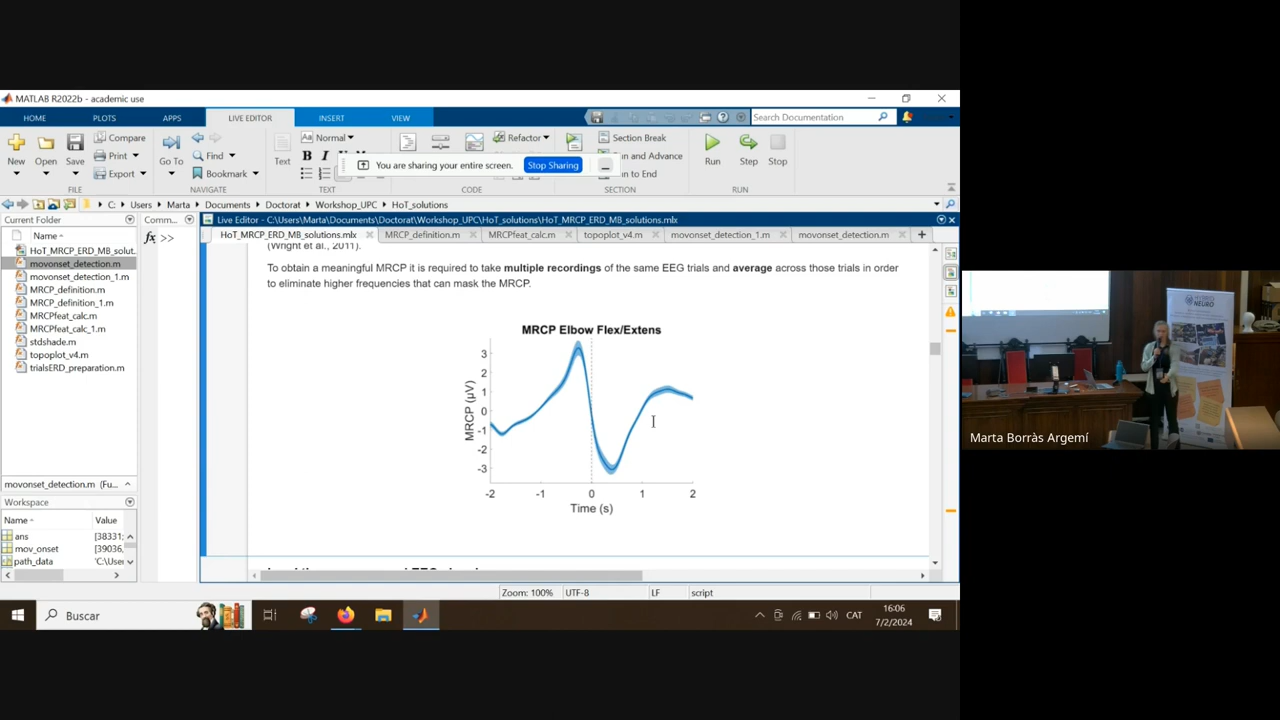 MATLAB R2022b - academic use
HOME PLOTS APPS LIVE EDITOR INSERT VIEW
Search Documentation
New Open Save
Compare
Print
Export
Go To
Find
Bookmark
Text
Normal
B I U M
Refactor
Section Break
Run and Advance
Run to End
Run Step Stop
You are sharing your entire screen. Stop Sharing
FILE NAVIGATE TEXT CODE SECTION RUN
C: Users Marta Documents Doctorat Workshop_UPC HoT_solutions
Current Folder
Name
HoT_MRCP_ERD_MB_solut...
movonset_detection.m
movonset_detection_1.m
MRCP_definition.m
MRCP_definition_1.m
MRCPfeat_calc.m
MRCPfeat_calc_1.m
stdshade.m
topoplot_v4.m
trialsERD_preparation.m
movonset_detection.m (Fu...
Workspace
Name Value
ans [38331;
mov_onset [39036,
path_data 'C:\User
Comm...
fx >>
Live Editor - C:\Users\Marta\Documents\Doctorat\Workshop_UPC\HoT_solutions\HoT_MRCP_ERD_MB_solutions.mlx
HoT_MRCP_ERD_MB_solutions.mlx MRCP_definition.m MRCPfeat_calc.m topoplot_v4.m movonset_detection_1.m movonset_detection.m
(Wright et al., 2011).
To obtain a meaningful MRCP it is required to take multiple recordings of the same EEG trials and average across those trials in order
to eliminate higher frequencies that can mask the MRCP.
MRCP Elbow Flex/Extens
MRCP (μV)
3
2
1
0
-1
-2
-3
-2 -1 0 1 2
Time (s)
Zoom: 100% UTF-8 LF script
Buscar
CAT
16:06
7/2/2024
NEURO
Marta Borràs Argemí